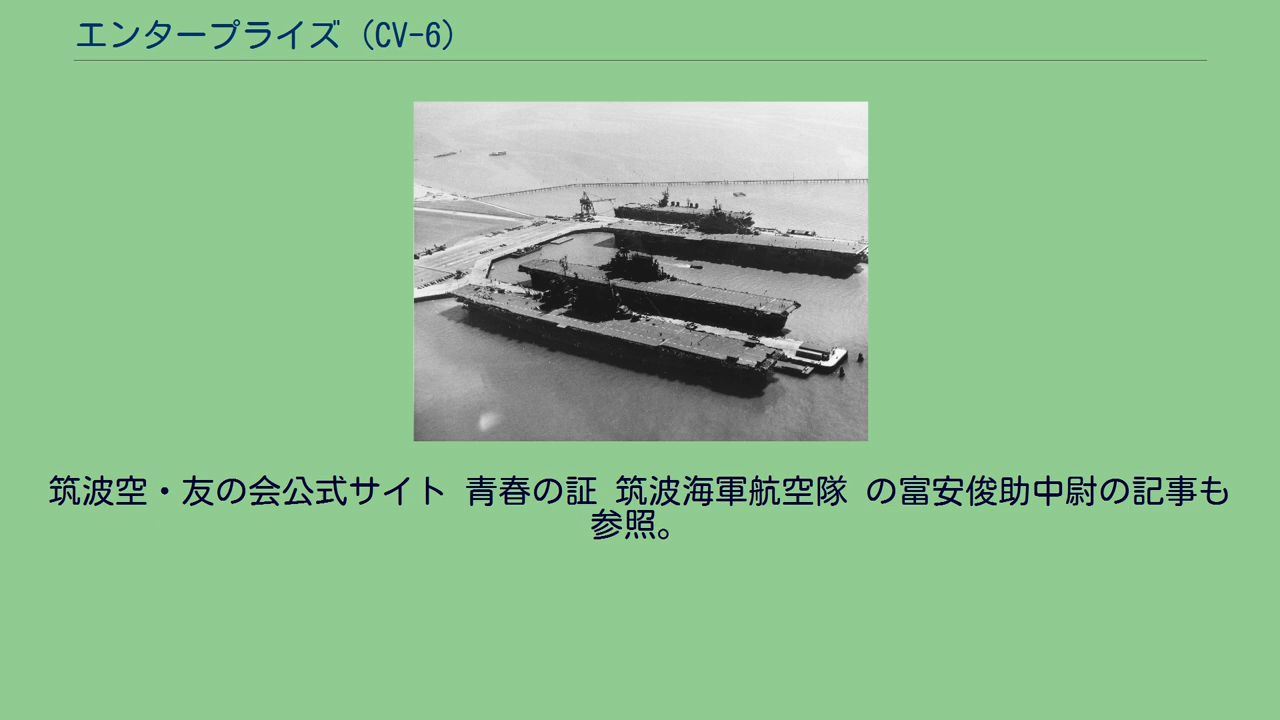 エンタープライズ（CV-6）
筑波空・友の会公式サイト 青春の証 筑波海軍航空隊 の富安俊助中尉の記事も
参照。